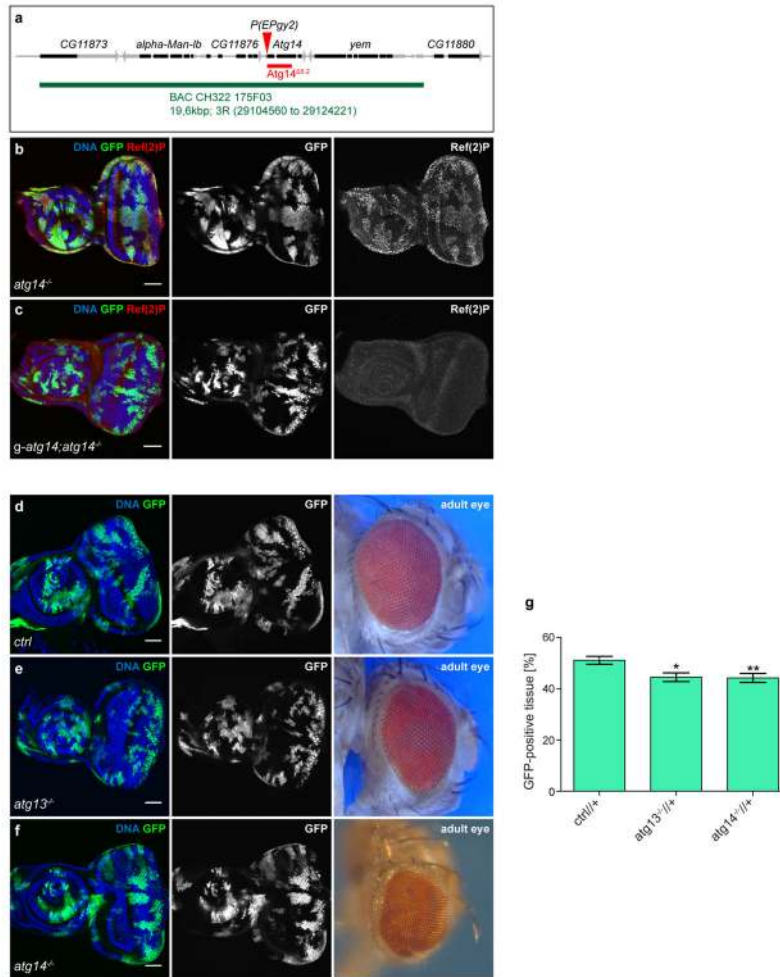 a
P(EPgy2)
CG11873 alpha-Man-Ib CG11876 Atg14 yem CG11880
BAC CH322 175F03
19,6kbp; 3R (29104560 to 29124221)
b DNA GFP Ref(2)P GFP Ref(2)P
atg14-/-
c DNA GFP Ref(2)P GFP Ref(2)P
g-atg14;atg14-/-
d DNA GFP GFP adult eye
ctrl
e DNA GFP GFP adult eye
atg13-/-
f DNA GFP GFP adult eye
atg14-/-
g
GFP-positive tissue [%]
60
40
20
0
* **
ctrl//+ atg13-/-//+ atg14-/-//+